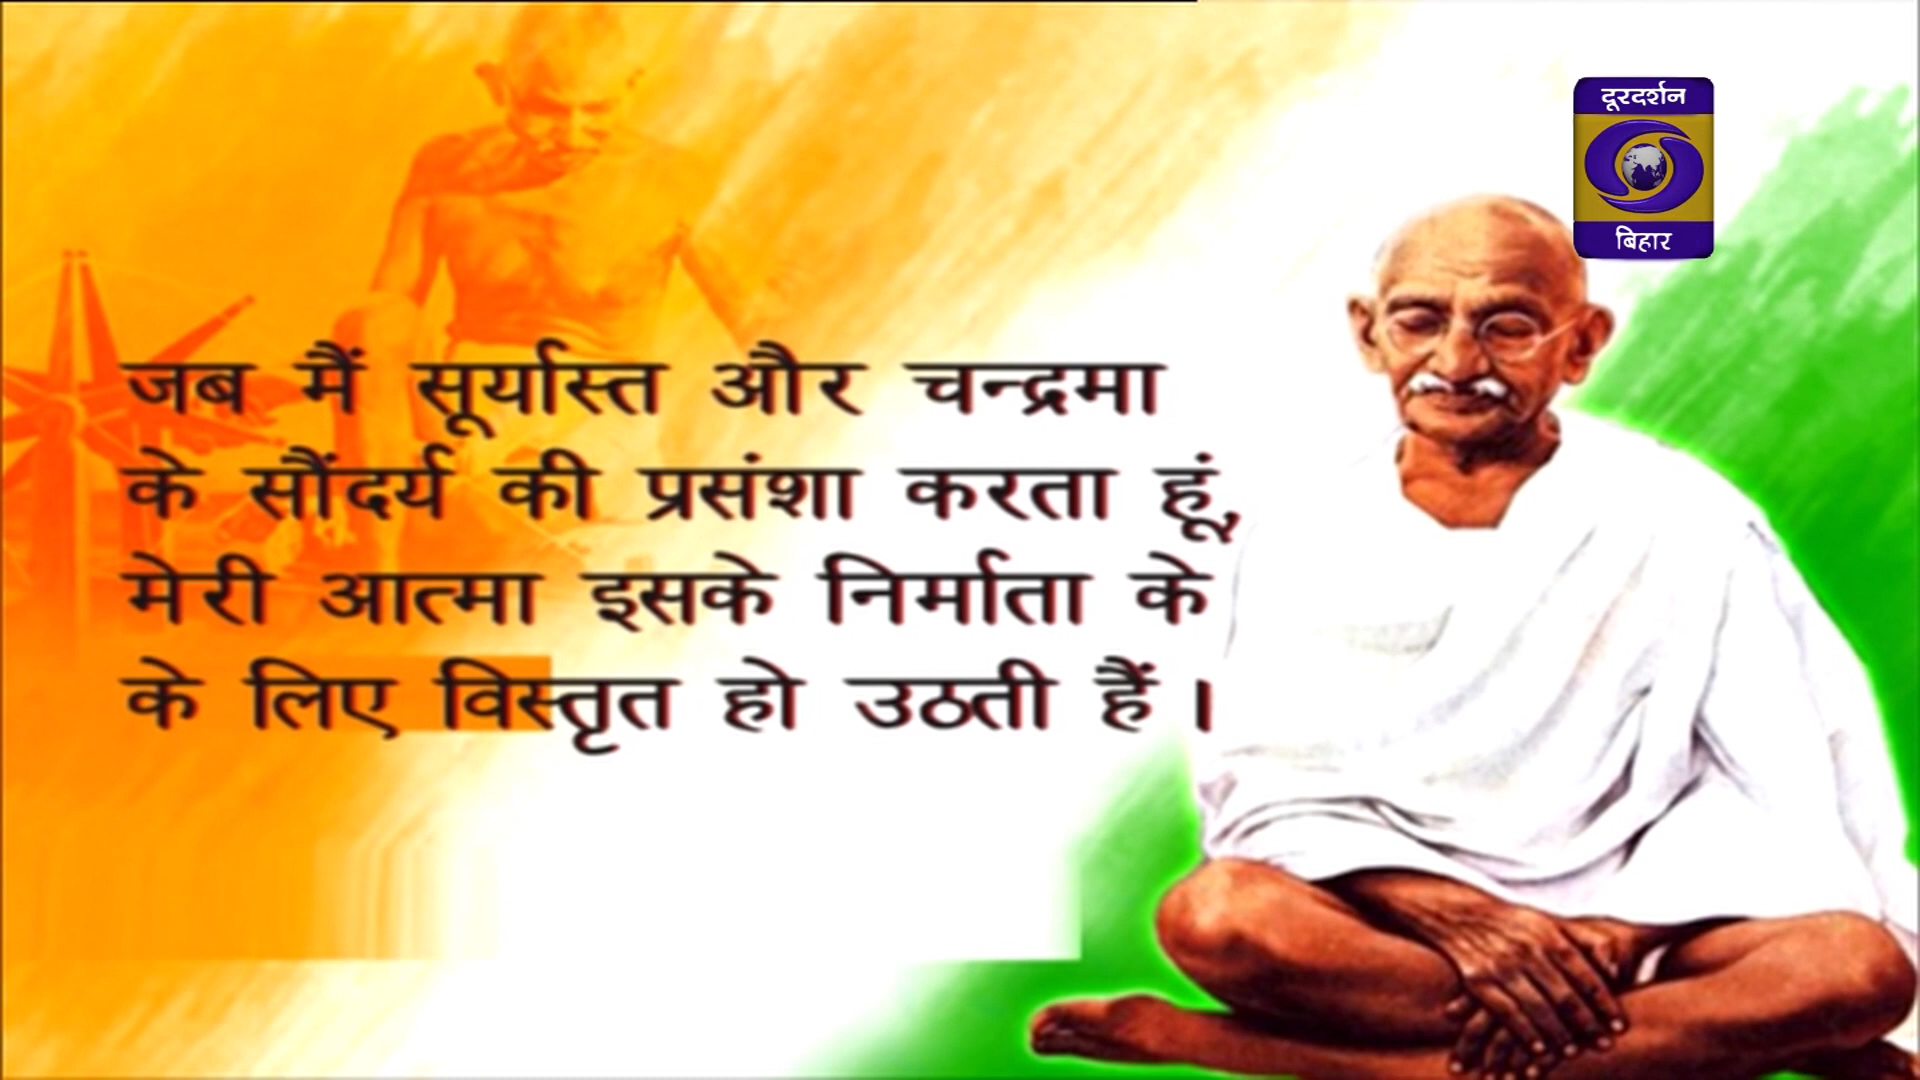 दूरदर्शन
बिहार
जब मैं सूर्यास्त और चन्द्रमा
के सौंदर्य की प्रसंशा करता हूं,
मेरी आत्मा इसके निर्माता के
के लिए विस्तृत हो उठती हैं।